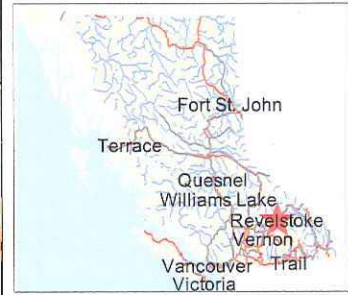 Fort St. John
Terrace
Quesnel
Williams Lake
Revelstoke
Vernon
Vancouver
Trail
Victoria